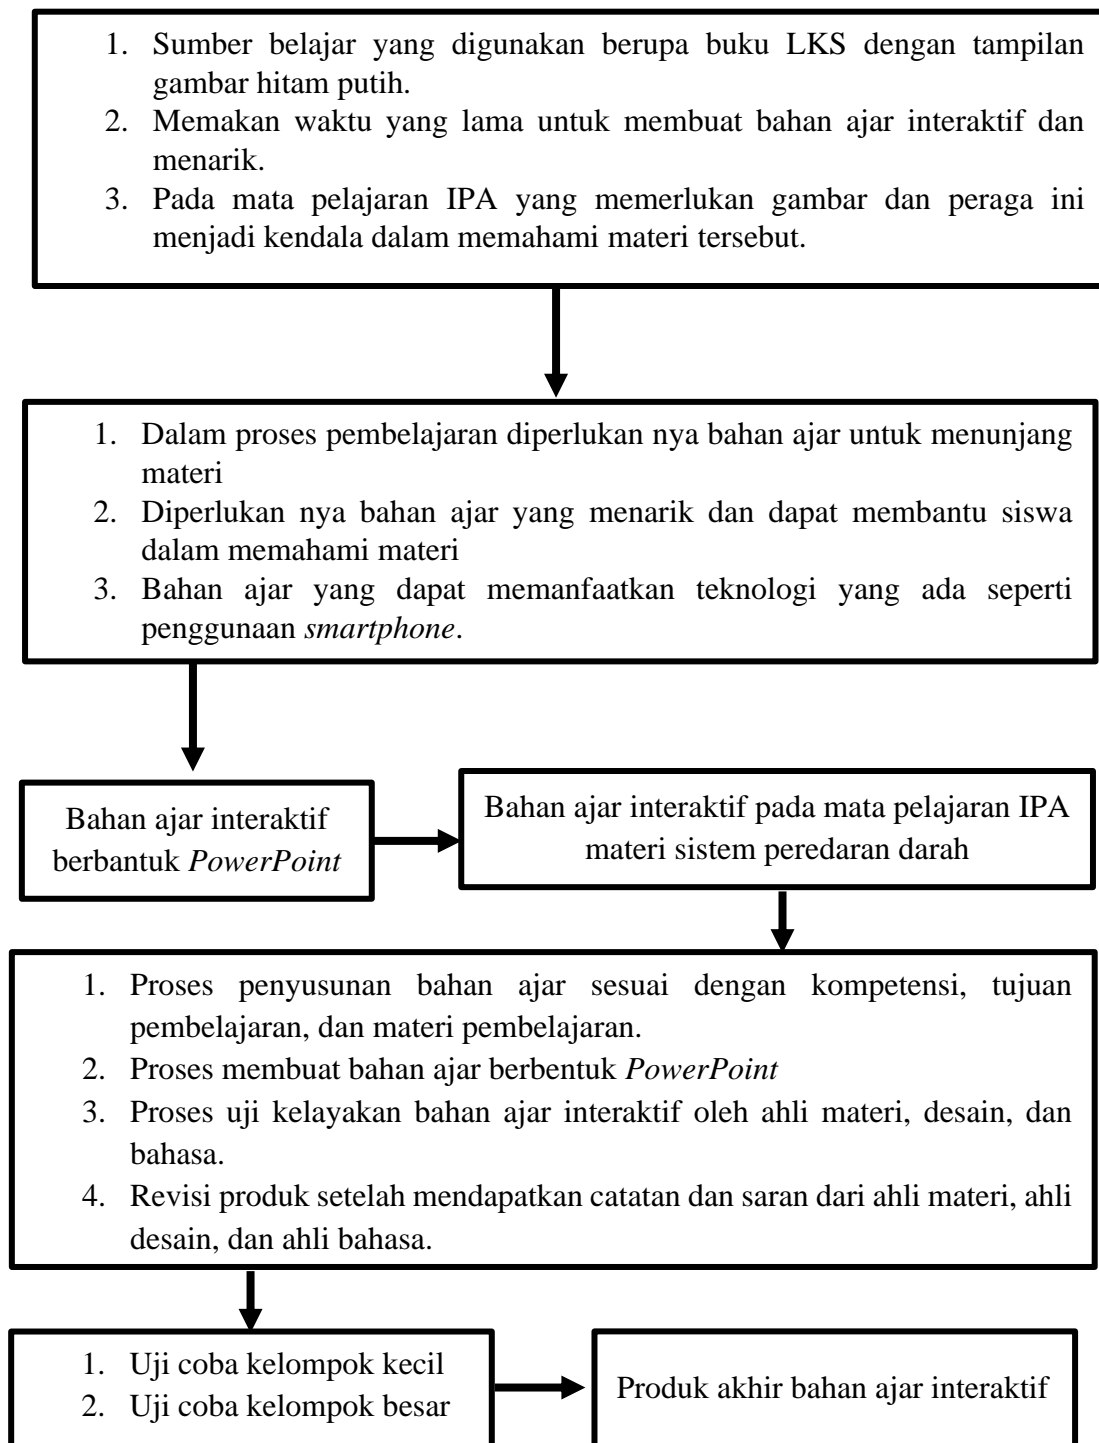 1. Sumber belajar yang digunakan berupa buku LKS dengan tampilan
gambar hitam putih.
2. Memakan waktu yang lama untuk membuat bahan ajar interaktif dan
menarik.
3. Pada mata pelajaran IPA yang memerlukan gambar dan peraga ini
menjadi kendala dalam memahami materi tersebut.
1. Dalam proses pembelajaran diperlukan nya bahan ajar untuk menunjang
materi
2. Diperlukan nya bahan ajar yang menarik dan dapat membantu siswa
dalam memahami materi
3. Bahan ajar yang dapat memanfaatkan teknologi yang ada seperti
penggunaan smartphone.
Bahan ajar interaktif
berbantuk PowerPoint
Bahan ajar interaktif pada mata pelajaran IPA
materi sistem peredaran darah
1. Proses penyusunan bahan ajar sesuai dengan kompetensi, tujuan
pembelajaran, dan materi pembelajaran.
2. Proses membuat bahan ajar berbentuk PowerPoint
3. Proses uji kelayakan bahan ajar interaktif oleh ahli materi, desain, dan
bahasa.
4. Revisi produk setelah mendapatkan catatan dan saran dari ahli materi, ahli
desain, dan ahli bahasa.
1. Uji coba kelompok kecil
2. Uji coba kelompok besar
Produk akhir bahan ajar interaktif